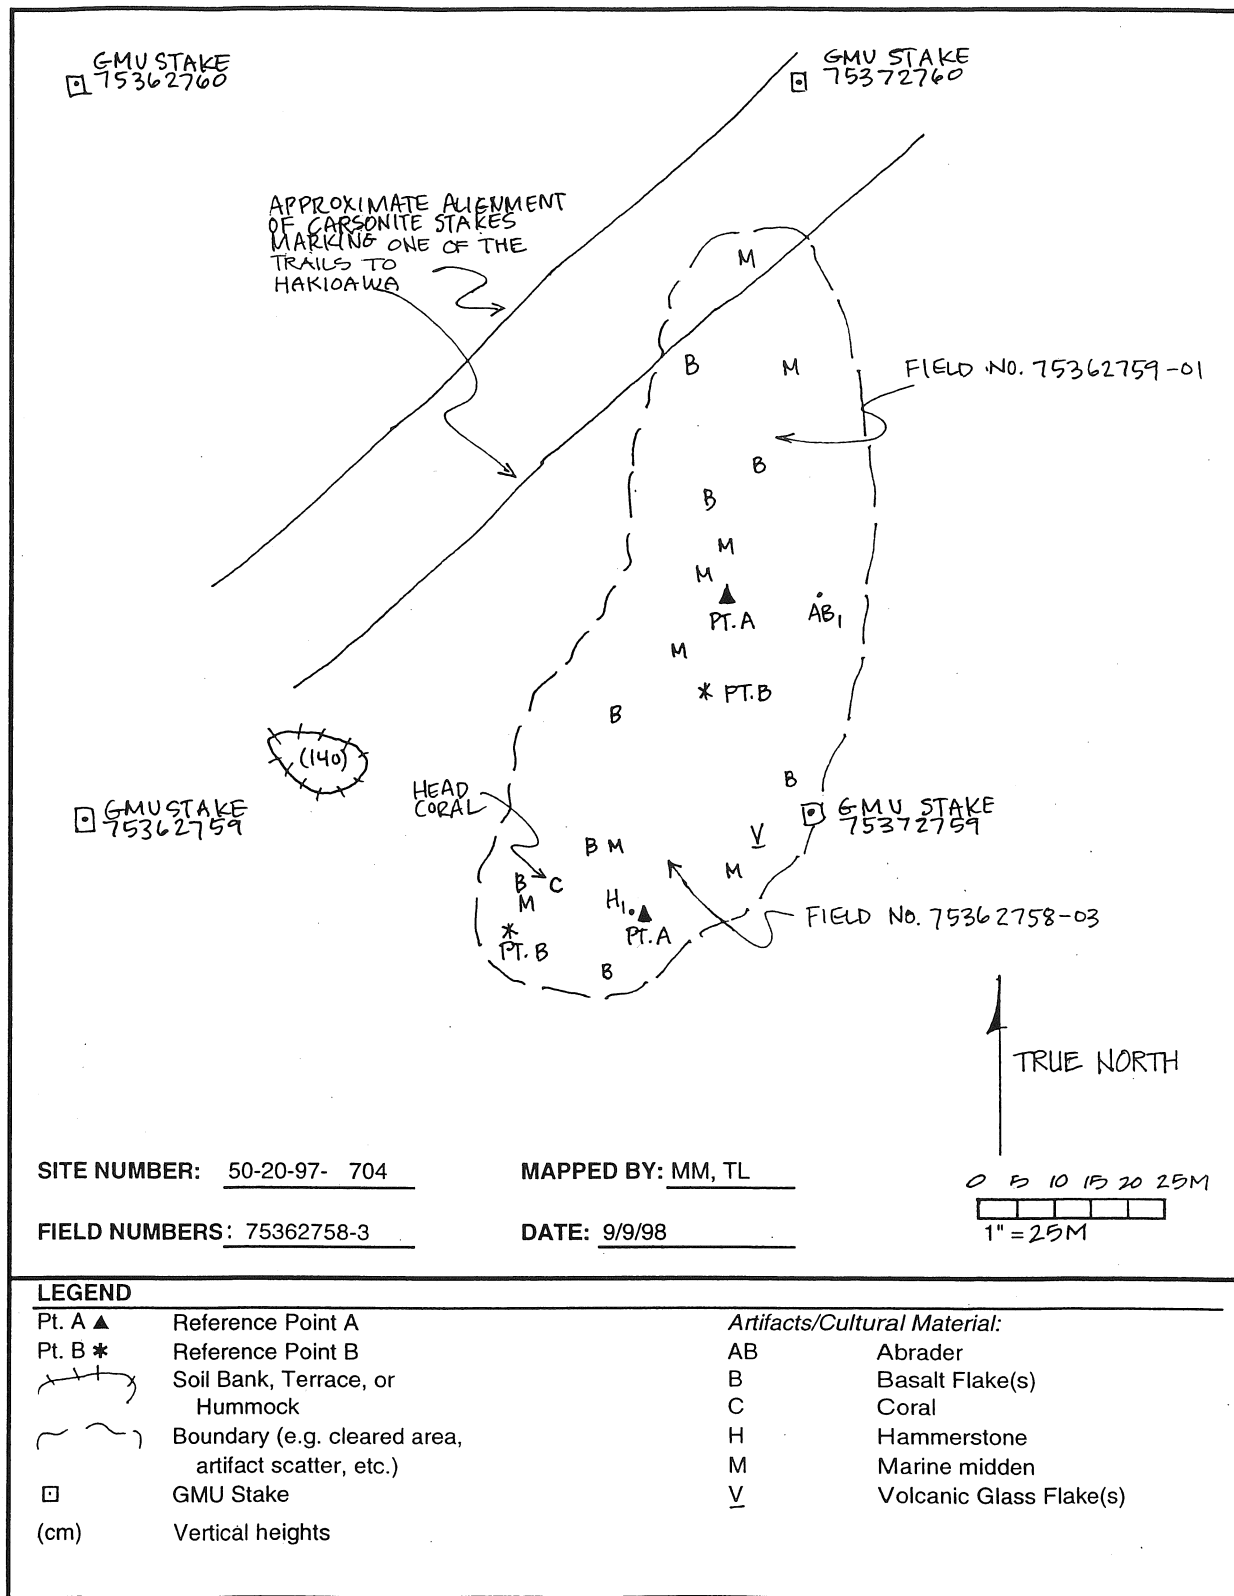 GMU STAKE
75362760
GMU STAKE
75372760
APPROXIMATE ALIGNMENT
OF CARSONITE STAKES
MARKING ONE OF THE
TRAILS TO
HAKIOAWA
M
B
M
FIELD NO. 75362759-01
B
B
M
M
PT. A
AB1
M
PT. B
B
(140)
B
HEAD
CORAL
GMU STAKE
75362759
GMU STAKE
75372759
V
B M
M
B
C
M
H1
PT. A
FIELD NO. 75362758-03
PT. B
B
TRUE NORTH
SITE NUMBER: 50-20-97- 704
MAPPED BY: MM, TL
0 5 10 15 20 25M
1" = 25M
FIELD NUMBERS: 75362758-3
DATE: 9/9/98
LEGEND
Pt. A ▲ Reference Point A
Pt. B * Reference Point B
Soil Bank, Terrace, or
Hummock
Boundary (e.g. cleared area,
artifact scatter, etc.)
GMU Stake
(cm) Vertical heights
Artifacts/Cultural Material:
AB Abrader
B Basalt Flake(s)
C Coral
H Hammerstone
M Marine midden
V Volcanic Glass Flake(s)